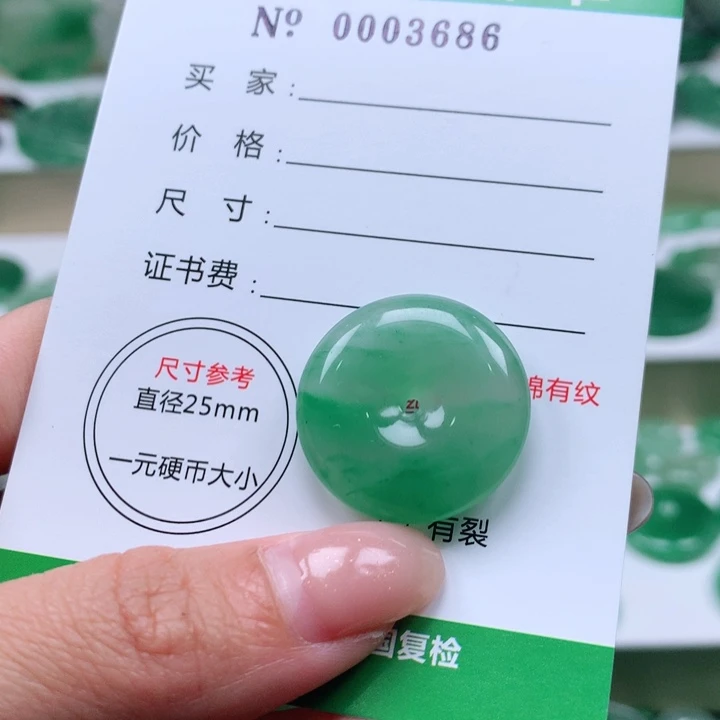 № 0003686
买 家：
价 格：
尺 寸：
证书费：
尺寸参考
直径25mm
一元硬币大小
棉有纹
有裂
国复检